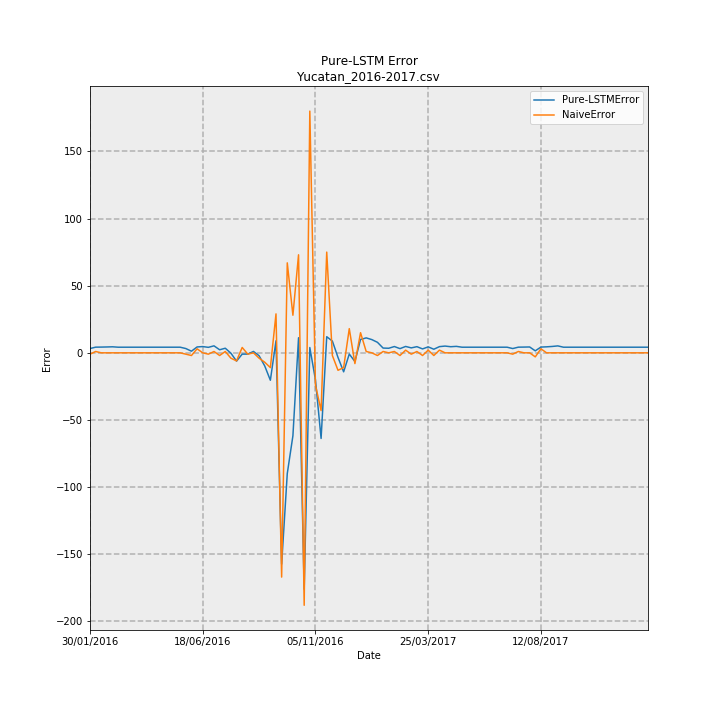 Pure-LSTM Error
Yucatan_2016-2017.csv
Pure-LSTMError
NaiveError
150
100
50
0
−50
−100
−150
−200
Error
30/01/2016 18/06/2016 05/11/2016 25/03/2017 12/08/2017
Date